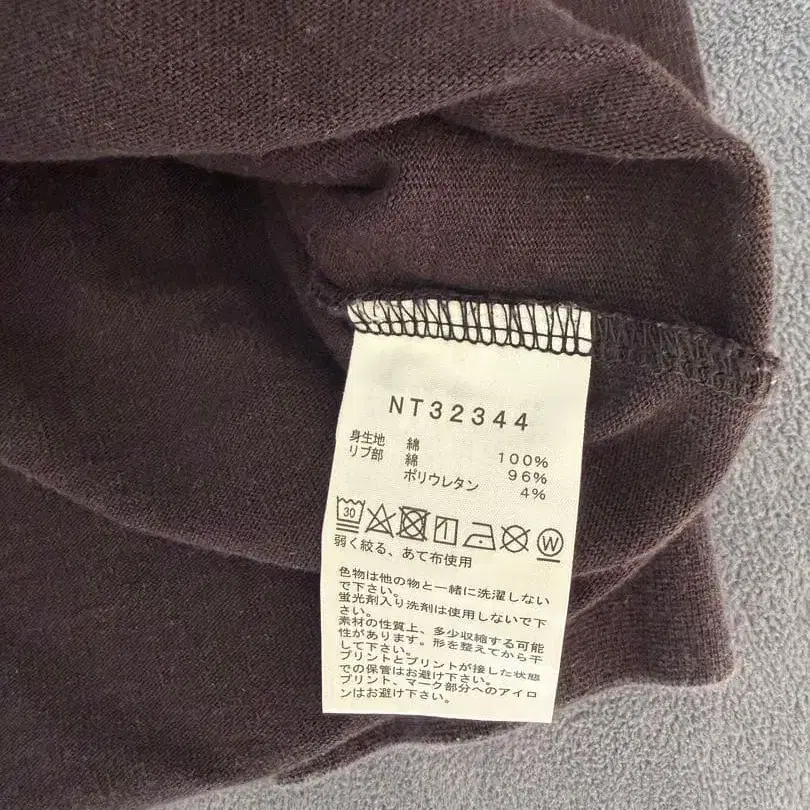 NT32344
身生地 綿 100%
リブ部 綿 96%
ポリウレタン 4%
30 W
弱く絞る、あて布使用
色物は他の物と一緒に洗濯しない
で下さい。
蛍光剤入り洗剤は使用しないで下
さい。
素材の性質上、多少収縮する可能
性があります。形を整えてから干
して下さい。
プリントとプリントが接した状態
での保管はお避け下さい。
プリント、マーク部分へのアイロ
ンはお避け下さい。